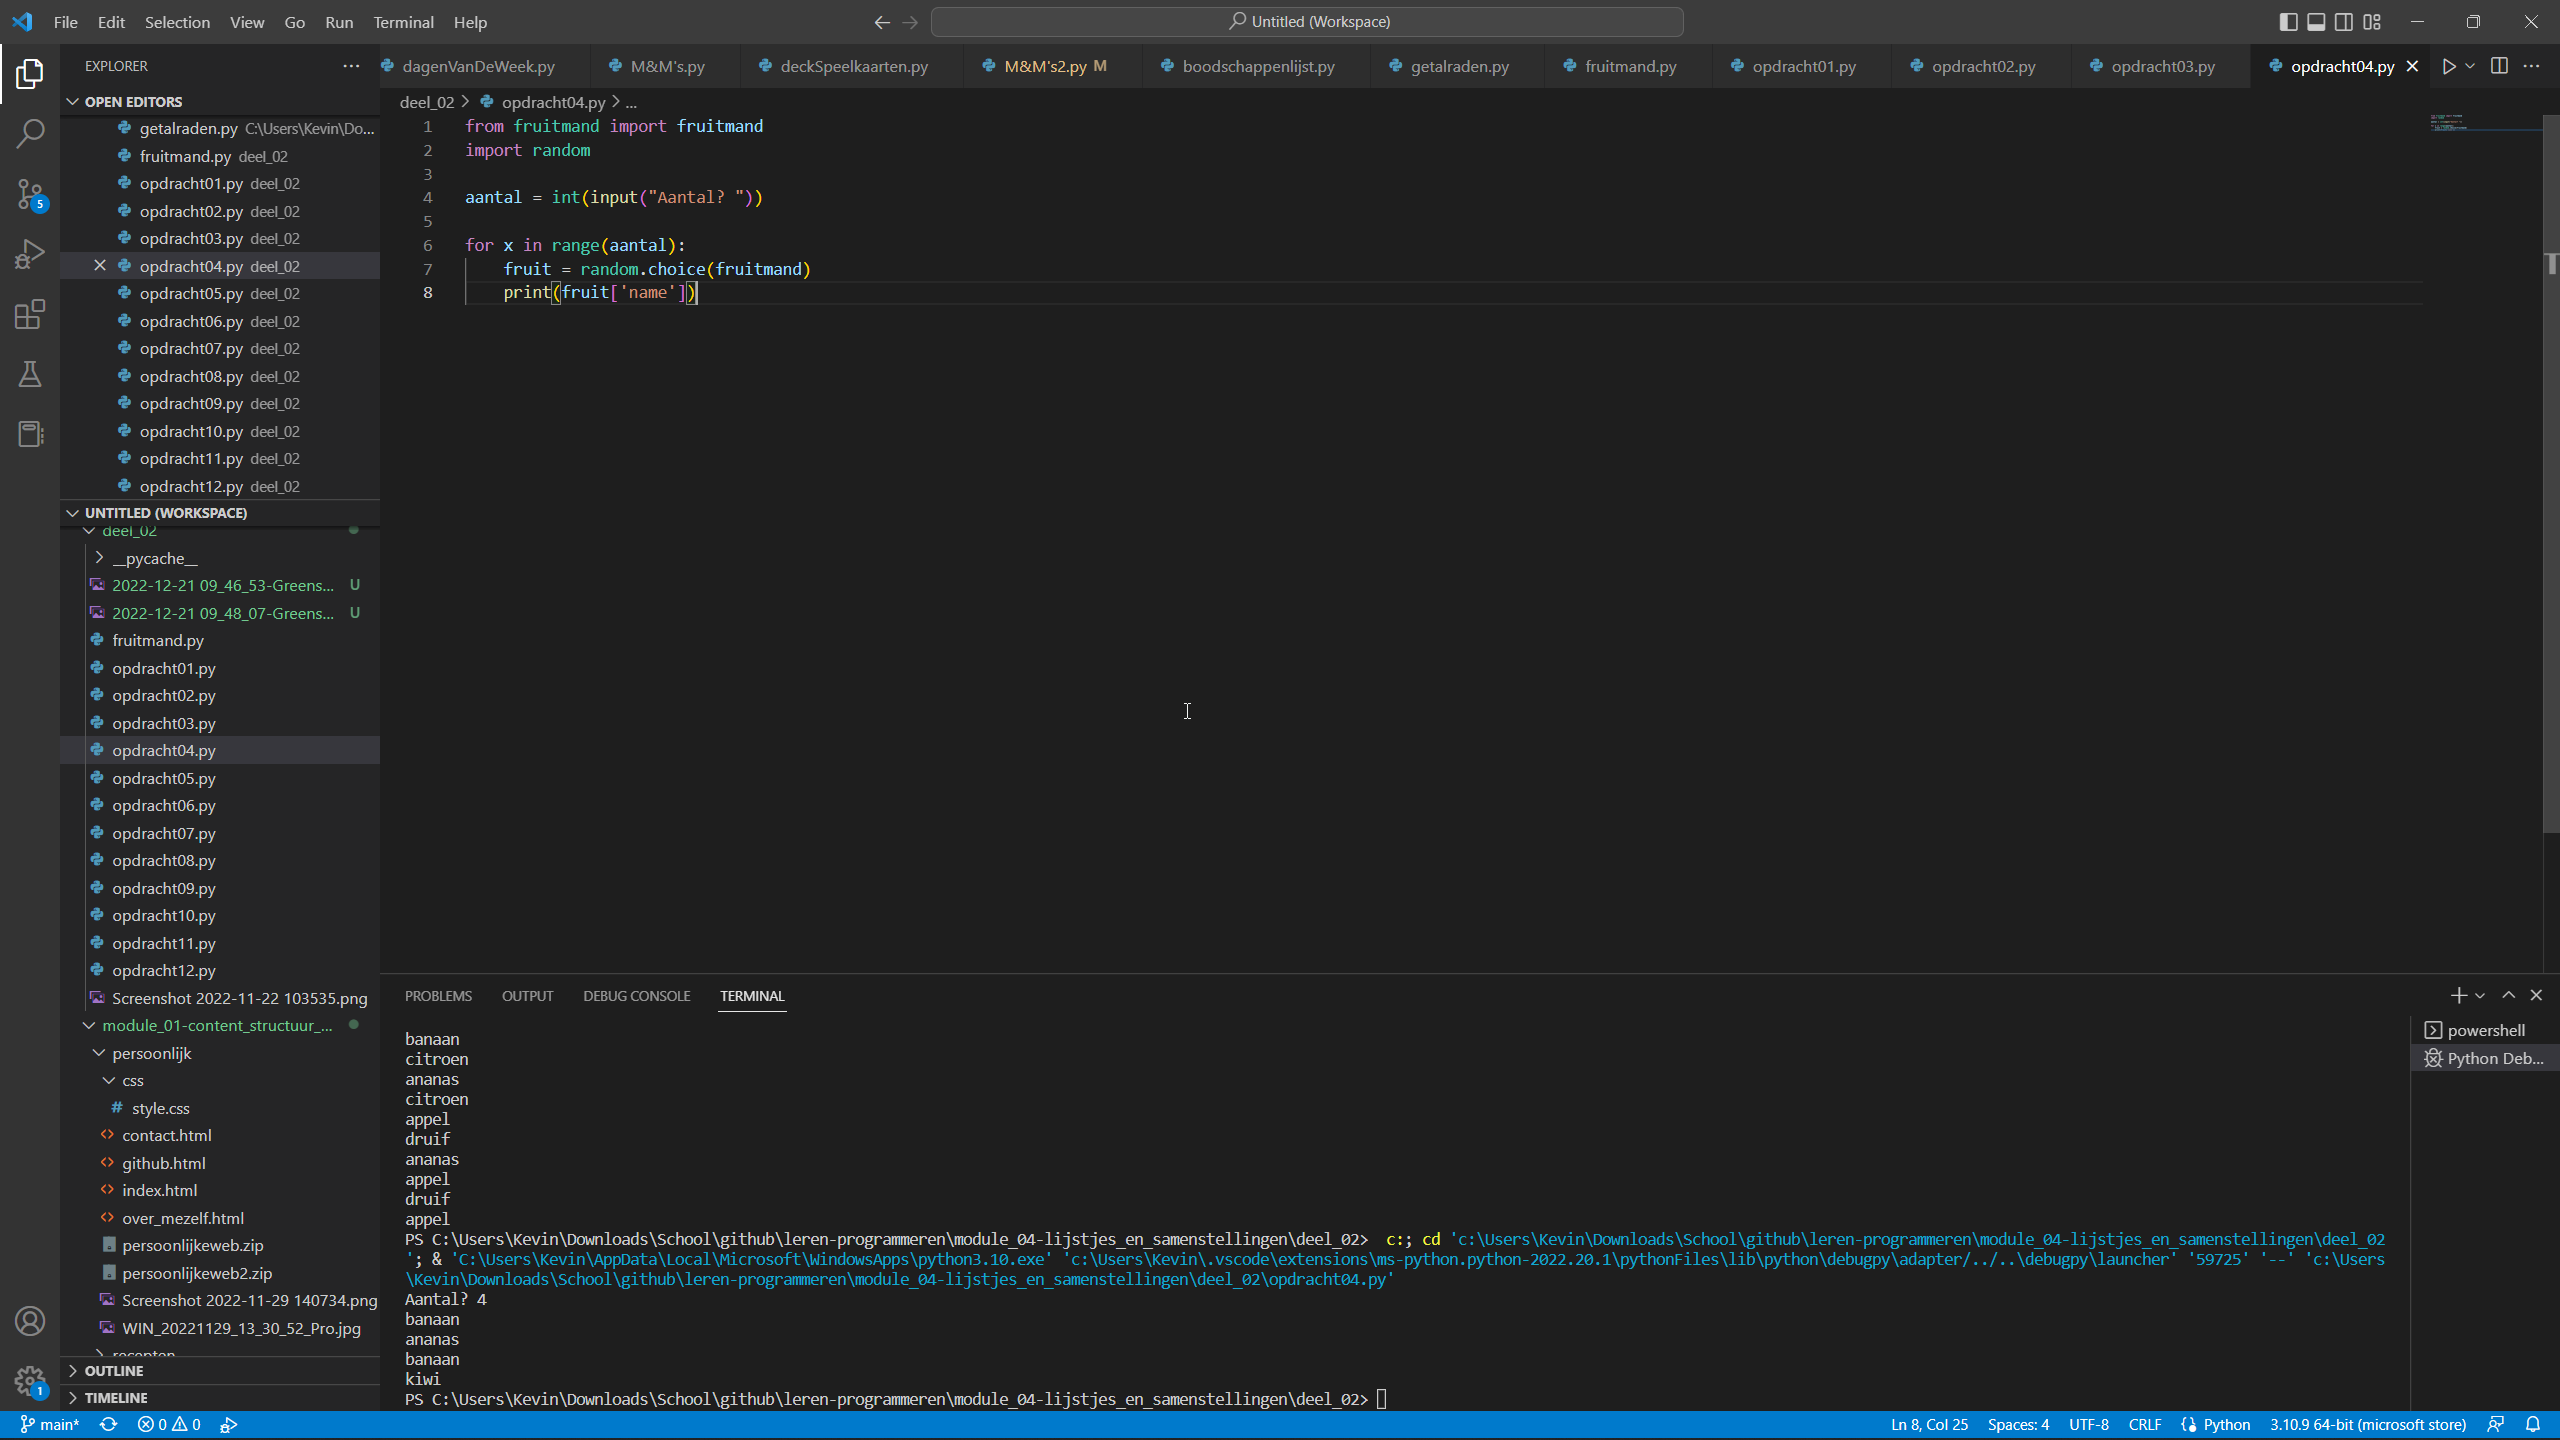 File Edit Selection View Go Run Terminal Help
Untitled (Workspace)
EXPLORER
dagenVanDeWeek.py M&M's.py deckSpeelkaarten.py M&M's2.py M boodschappenlijst.py getalraden.py fruitmand.py opdracht01.py opdracht02.py opdracht03.py opdracht04.py
OPEN EDITORS
getalraden.py C:\Users\Kevin\Do...
fruitmand.py deel_02
opdracht01.py deel_02
opdracht02.py deel_02
opdracht03.py deel_02
opdracht04.py deel_02
opdracht05.py deel_02
opdracht06.py deel_02
opdracht07.py deel_02
opdracht08.py deel_02
opdracht09.py deel_02
opdracht10.py deel_02
opdracht11.py deel_02
opdracht12.py deel_02
5
UNTITLED (WORKSPACE)
deel_02
__pycache__
2022-12-21 09_46_53-Greens... U
2022-12-21 09_48_07-Greens... U
fruitmand.py
opdracht01.py
opdracht02.py
opdracht03.py
opdracht04.py
opdracht05.py
opdracht06.py
opdracht07.py
opdracht08.py
opdracht09.py
opdracht10.py
opdracht11.py
opdracht12.py
Screenshot 2022-11-22 103535.png
module_01-content_structuur_...
persoonlijk
css
# style.css
<> contact.html
<> github.html
<> index.html
<> over_mezelf.html
persoonlijkeweb.zip
persoonlijkeweb2.zip
Screenshot 2022-11-29 140734.png
WIN_20221129_13_30_52_Pro.jpg
recepten
OUTLINE
TIMELINE
1
deel_02 > opdracht04.py > ...
1 from fruitmand import fruitmand
2 import random
3
4 aantal = int(input("Aantal? "))
5
6 for x in range(aantal):
7 fruit = random.choice(fruitmand)
8 print(fruit['name'])
PROBLEMS OUTPUT DEBUG CONSOLE TERMINAL
powershell
Python Deb...
banaan
citroen
ananas
citroen
appel
druif
ananas
appel
druif
appel
PS C:\Users\Kevin\Downloads\School\github\leren-programmeren\module_04-lijstjes_en_samenstellingen\deel_02> c:; cd 'c:\Users\Kevin\Downloads\School\github\leren-programmeren\module_04-lijstjes_en_samenstellingen\deel_02
'; & 'C:\Users\Kevin\AppData\Local\Microsoft\WindowsApps\python3.10.exe' 'c:\Users\Kevin\.vscode\extensions\ms-python.python-2022.20.1\pythonFiles\lib\python\debugpy\adapter/../..\debugpy\launcher' '59725' '--' 'c:\Users
\Kevin\Downloads\School\github\leren-programmeren\module_04-lijstjes_en_samenstellingen\deel_02\opdracht04.py'
Aantal? 4
banaan
ananas
banaan
kiwi
PS C:\Users\Kevin\Downloads\School\github\leren-programmeren\module_04-lijstjes_en_samenstellingen\deel_02>
main* 0 0 Ln 8, Col 25 Spaces: 4 UTF-8 CRLF Python 3.10.9 64-bit (microsoft store)